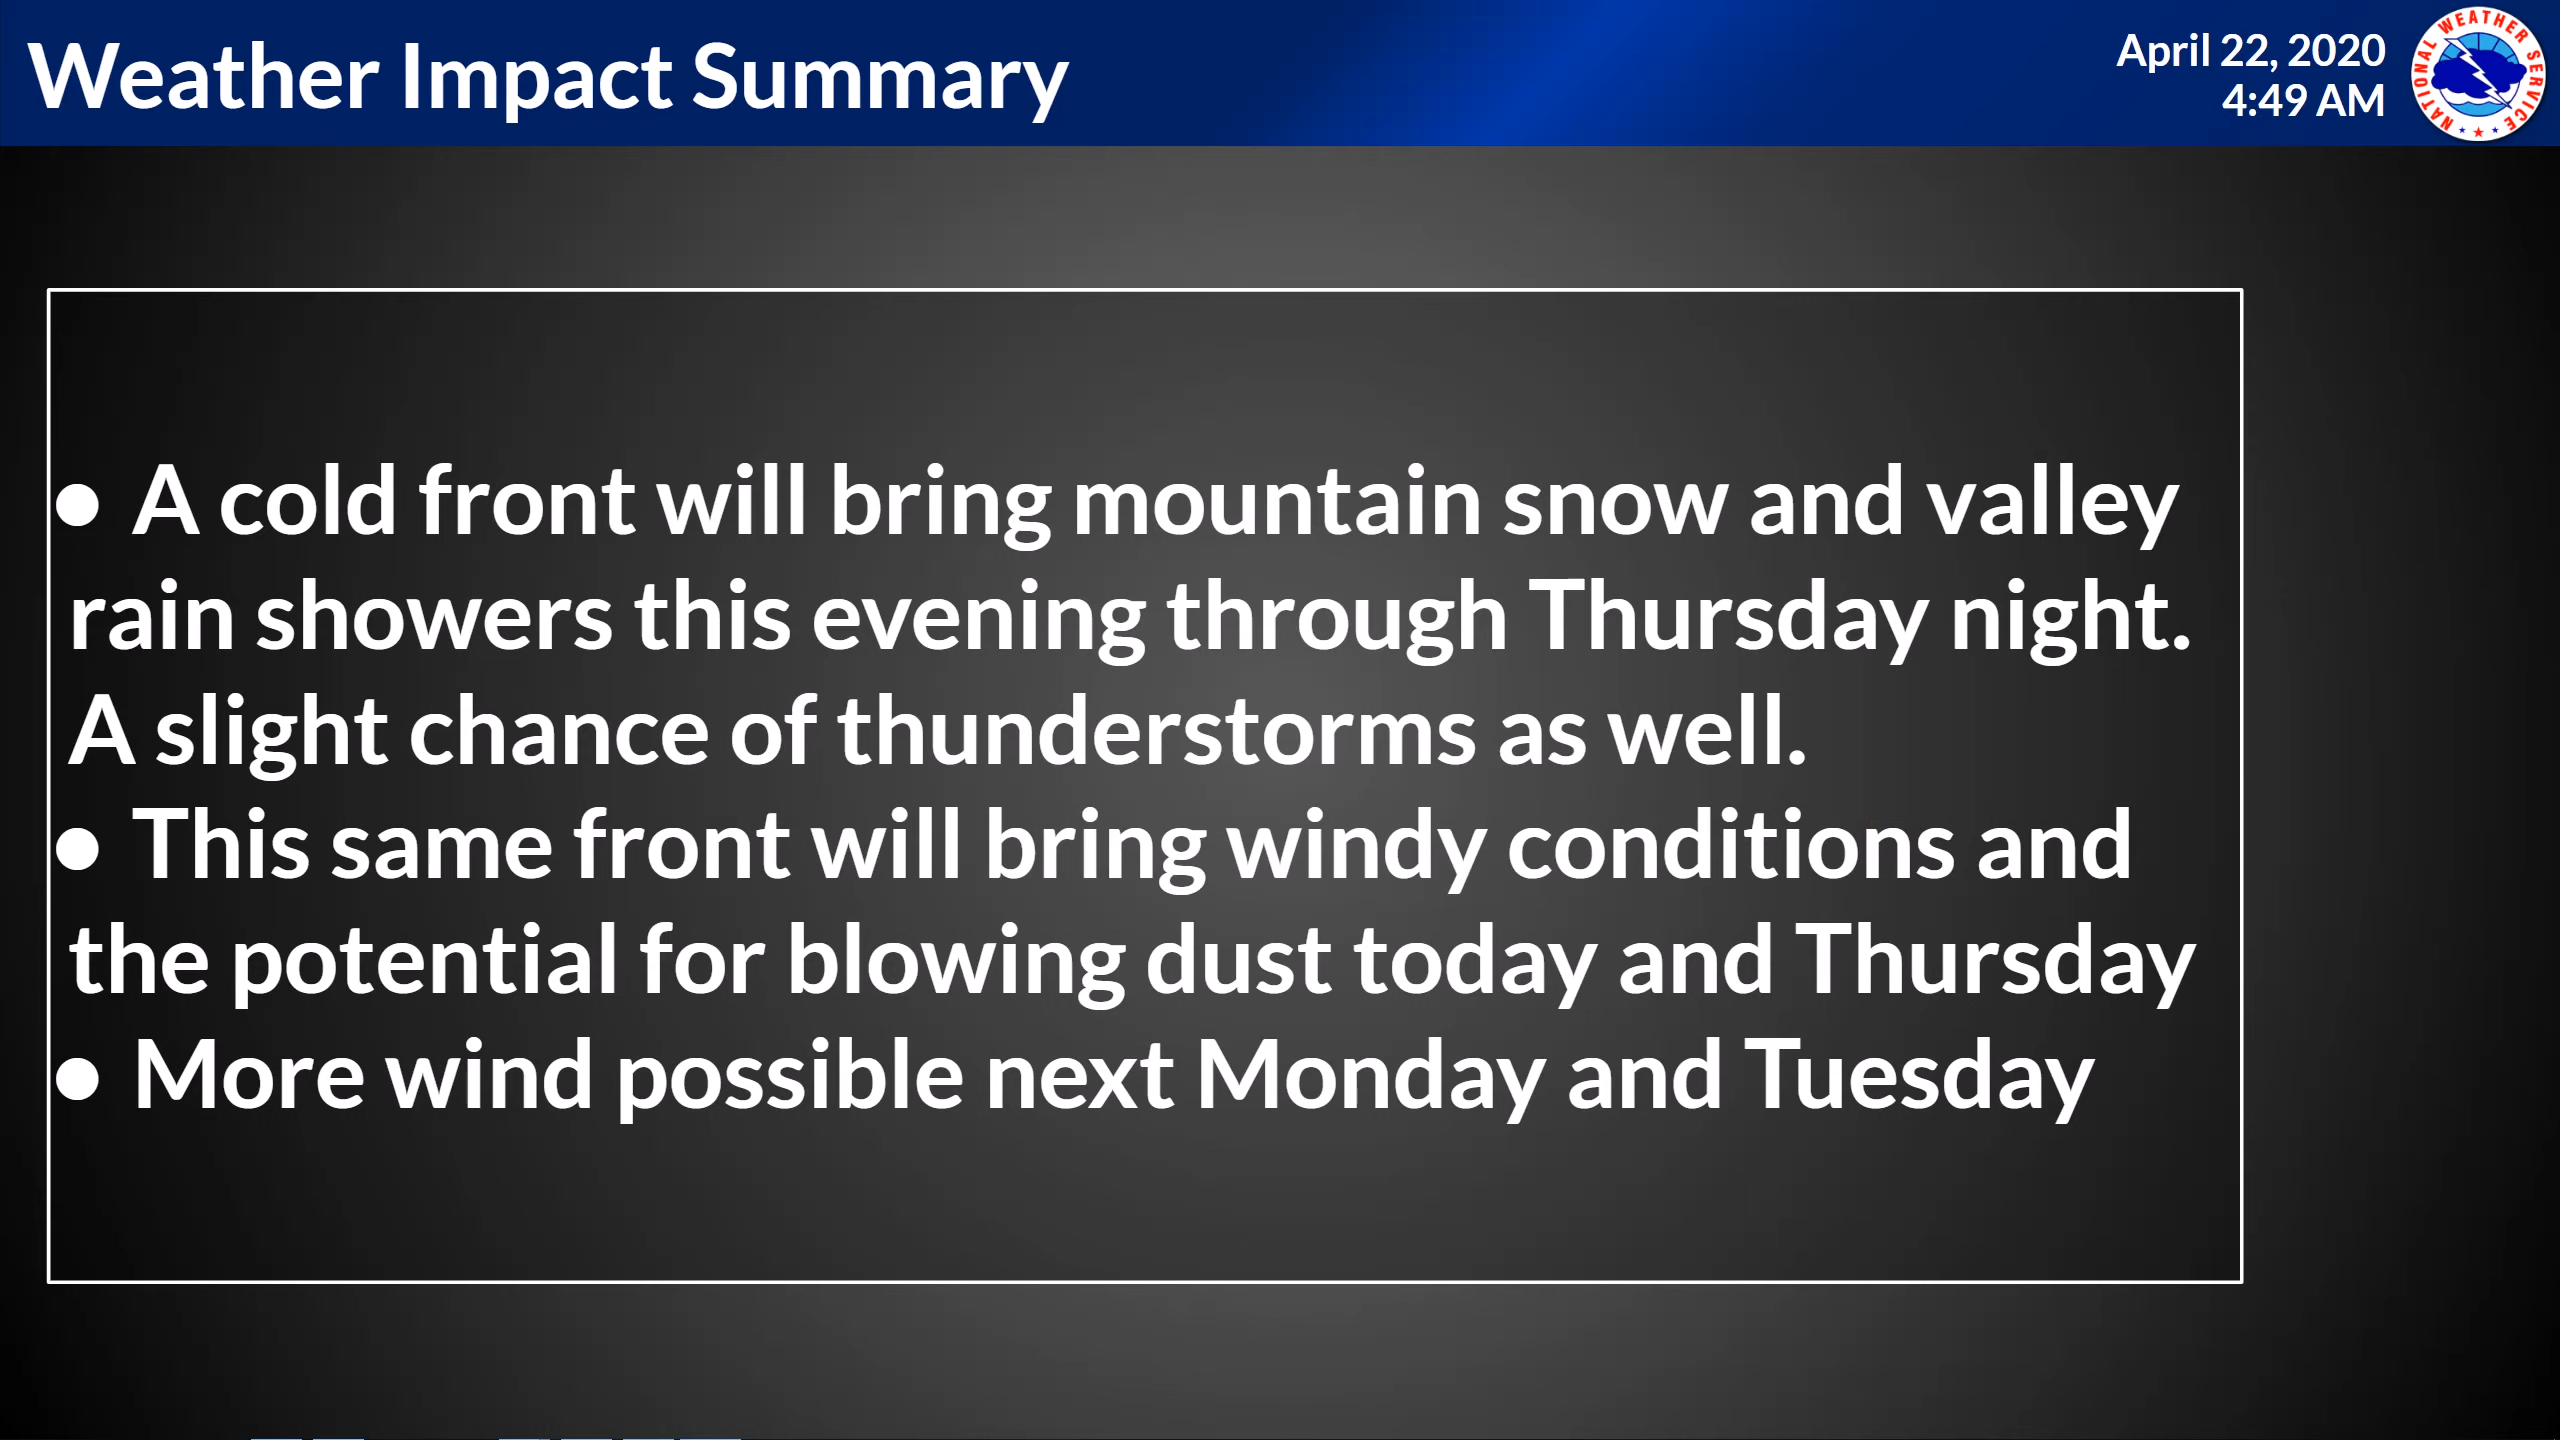 Weather Impact Summary
April 22, 2020
4:49 AM
NATIONAL WEATHER SERVICE
● A cold front will bring mountain snow and valley
rain showers this evening through Thursday night.
A slight chance of thunderstorms as well.
● This same front will bring windy conditions and
the potential for blowing dust today and Thursday
● More wind possible next Monday and Tuesday